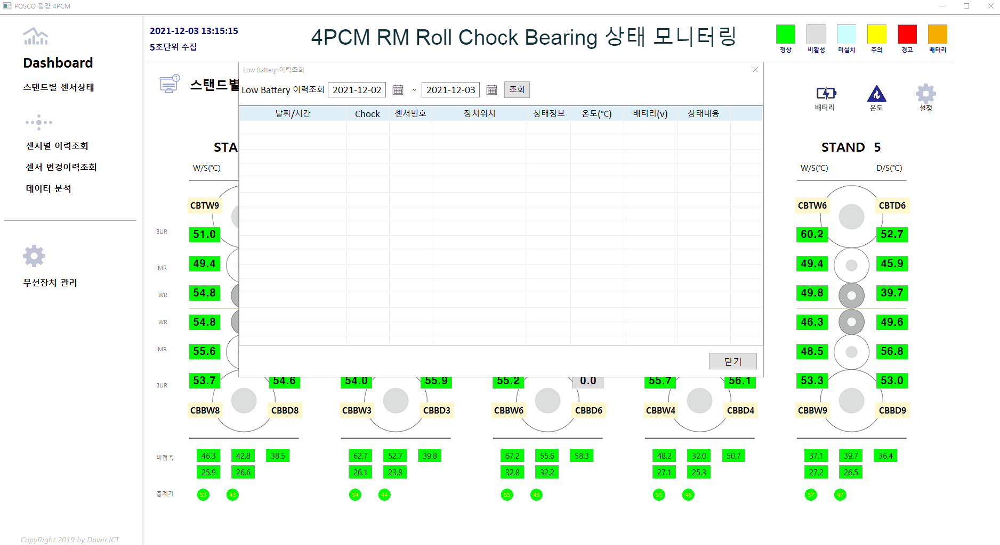 POSCO 광양 4PCM
Dashboard
스탠드별 센서상태
센서별 이력조회
센서 변경이력조회
데이터 분석
무선장치 관리
CopyRight 2019 by DawinICT
2021-12-03 13:15:15
5초단위 수집
4PCM RM Roll Chock Bearing 상태 모니터링
정상 비활성 미설치 주의 경고 배터리
스탠드별
배터리 온도 설정
Low Battery 이력조회
Low Battery 이력조회 2021-12-02 ~ 2021-12-03 조회
날짜/시간 Chock 센서번호 장치위치 상태정보 온도(℃) 배터리(v) 상태내용
닫기
STA STAND 5
W/S(℃) W/S(℃) D/S(℃)
CBTW9 CBTW6 CBTD6
BUR 51.0 60.2 52.7
IMR 49.4 49.4 45.9
WR 54.8 49.8 39.7
WR 54.8 46.3 49.6
IMR 55.6 48.5 56.8
BUR 53.7 54.6 54.0 55.9 55.2 0.0 55.7 56.1 53.3 53.0
CBBW8 CBBD8 CBBW3 CBBD3 CBBW6 CBBD6 CBBW4 CBBD4 CBBW9 CBBD9
비접촉 46.3 42.8 38.5 62.7 52.7 39.8 67.2 55.6 58.3 48.2 32.0 50.7 37.1 39.7 36.4
25.9 26.6 26.1 23.8 32.8 32.2 27.1 25.3 27.2 26.5
중계기 53 43 54 44 55 45 56 46 57 47